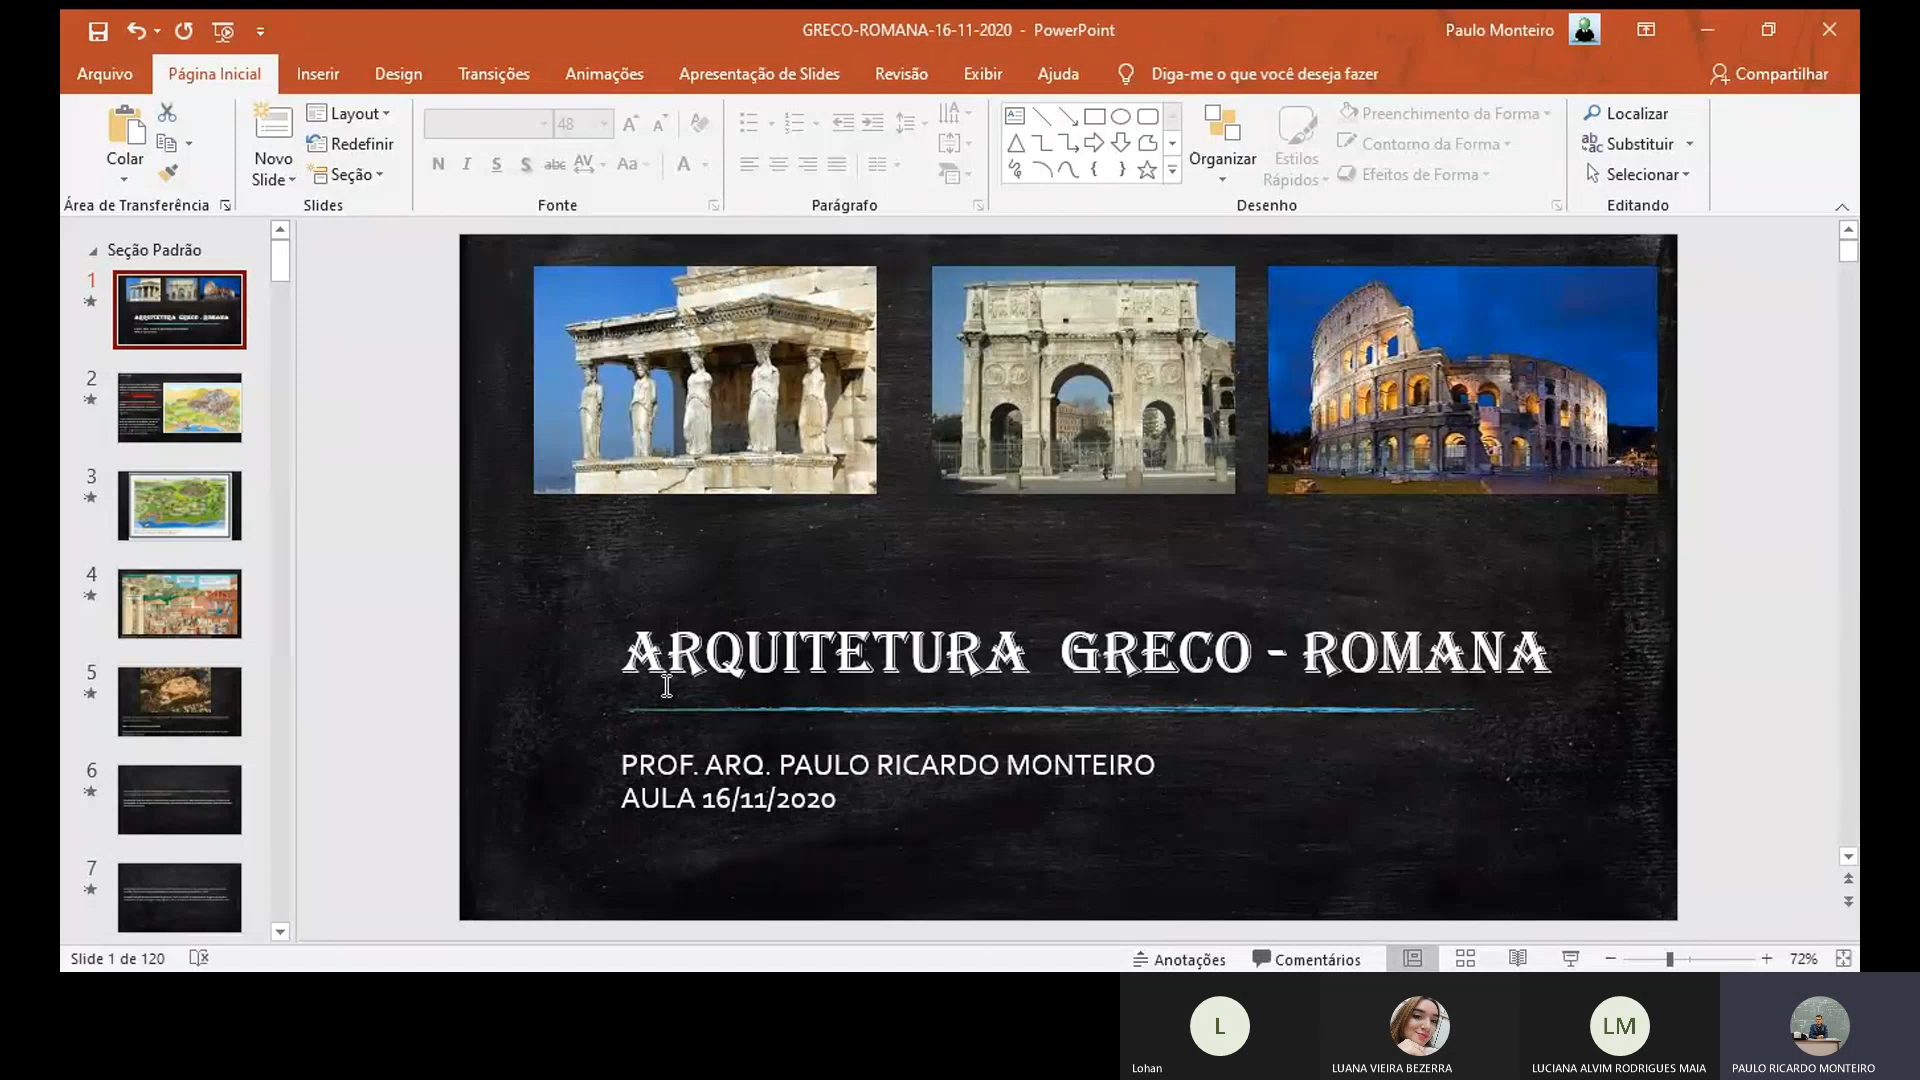 GRECO-ROMANA-16-11-2020 - PowerPoint
Paulo Monteiro
Arquivo
Página Inicial
Inserir
Design
Transições
Animações
Apresentação de Slides
Revisão
Exibir
Ajuda
Diga-me o que você deseja fazer
Compartilhar
Colar
Área de Transferência
Novo
Slide
Layout
Redefinir
Seção
Slides
48
N I S S abc AV Aa A
Fonte
Parágrafo
Organizar
Estilos
Rápidos
Preenchimento da Forma
Contorno da Forma
Efeitos de Forma
Desenho
Localizar
Substituir
Selecionar
Editando
Seção Padrão
1
2
3
4
5
6
7
ARQUITETURA GRECO - ROMANA
PROF. ARQ. PAULO RICARDO MONTEIRO
AULA 16/11/2020
Slide 1 de 120
Anotações
Comentários
72%
L
Lohan
LUANA VIEIRA BEZERRA
LM
LUCIANA ALVIM RODRIGUES MAIA
PAULO RICARDO MONTEIRO